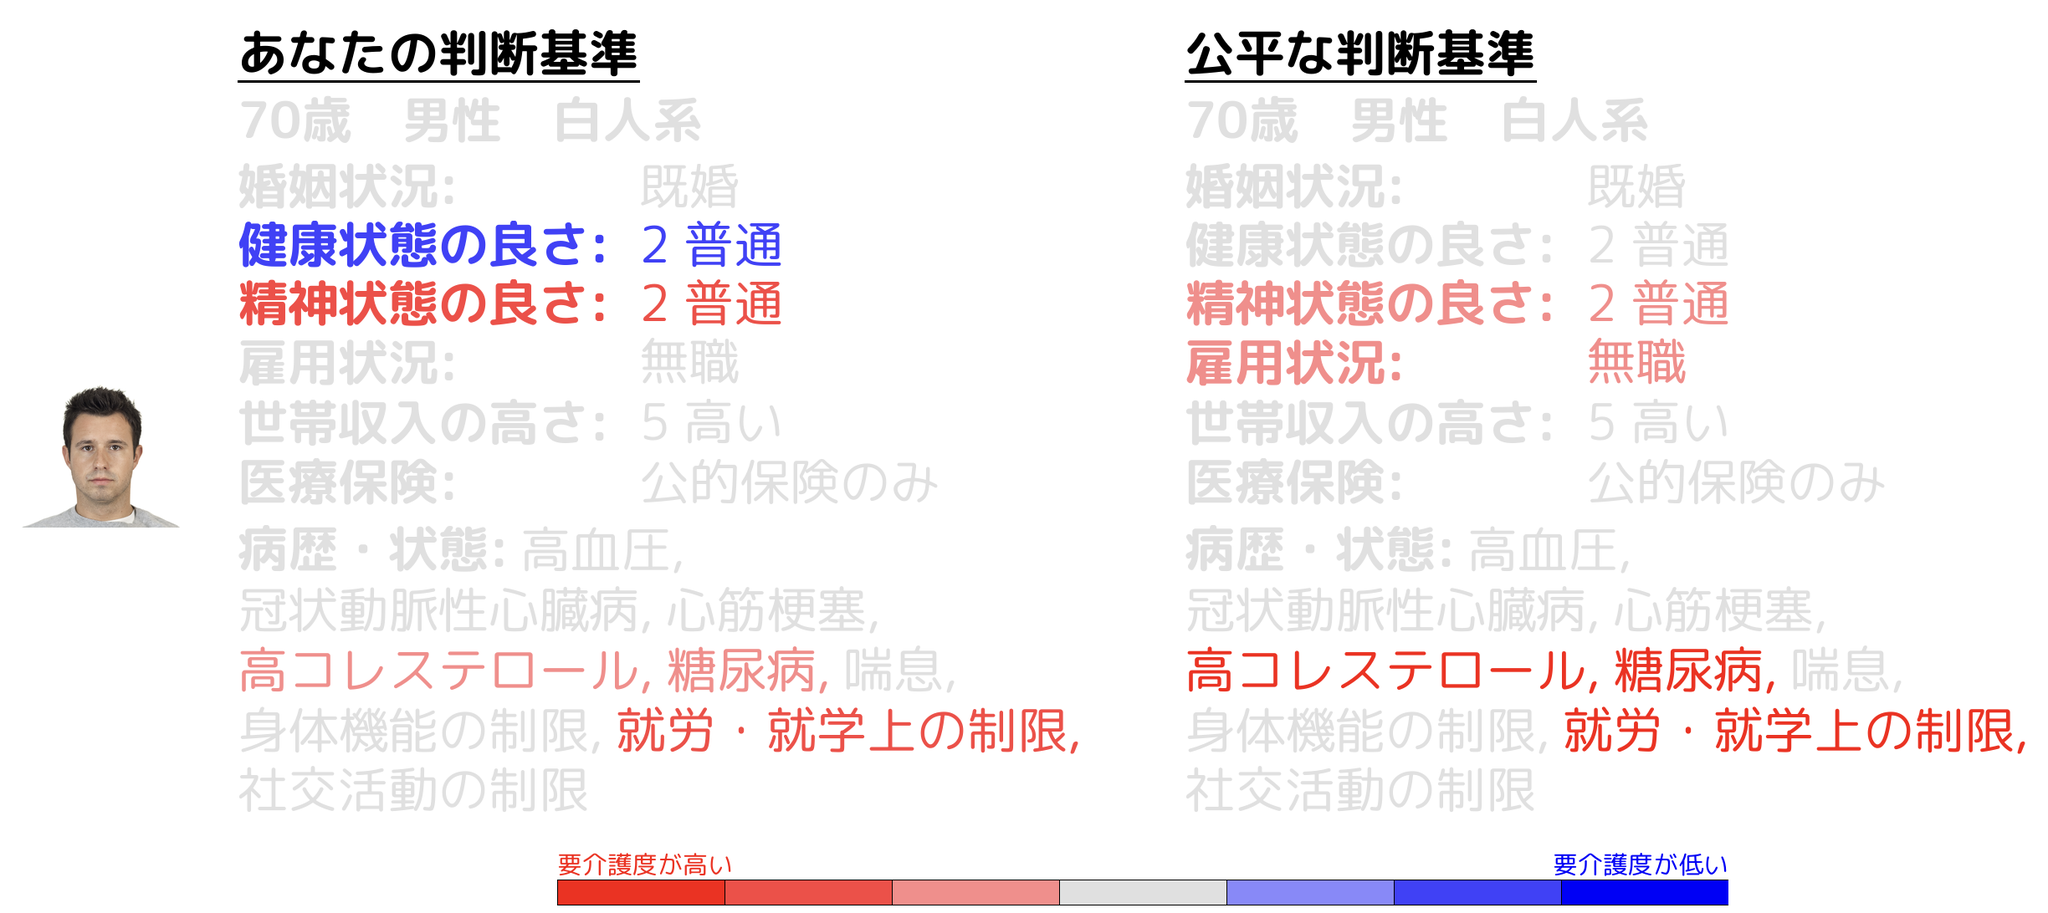 あなたの判断基準
70歳 男性 白人系
婚姻状況: 既婚
健康状態の良さ: 2 普通
精神状態の良さ: 2 普通
雇用状況: 無職
世帯収入の高さ: 5 高い
医療保険: 公的保険のみ
病歴・状態: 高血圧,
冠状動脈性心臓病, 心筋梗塞,
高コレステロール, 糖尿病, 喘息,
身体機能の制限, 就労・就学上の制限,
社交活動の制限
公平な判断基準
70歳 男性 白人系
婚姻状況: 既婚
健康状態の良さ: 2 普通
精神状態の良さ: 2 普通
雇用状況: 無職
世帯収入の高さ: 5 高い
医療保険: 公的保険のみ
病歴・状態: 高血圧,
冠状動脈性心臓病, 心筋梗塞,
高コレステロール, 糖尿病, 喘息,
身体機能の制限, 就労・就学上の制限,
社交活動の制限
要介護度が高い
要介護度が低い